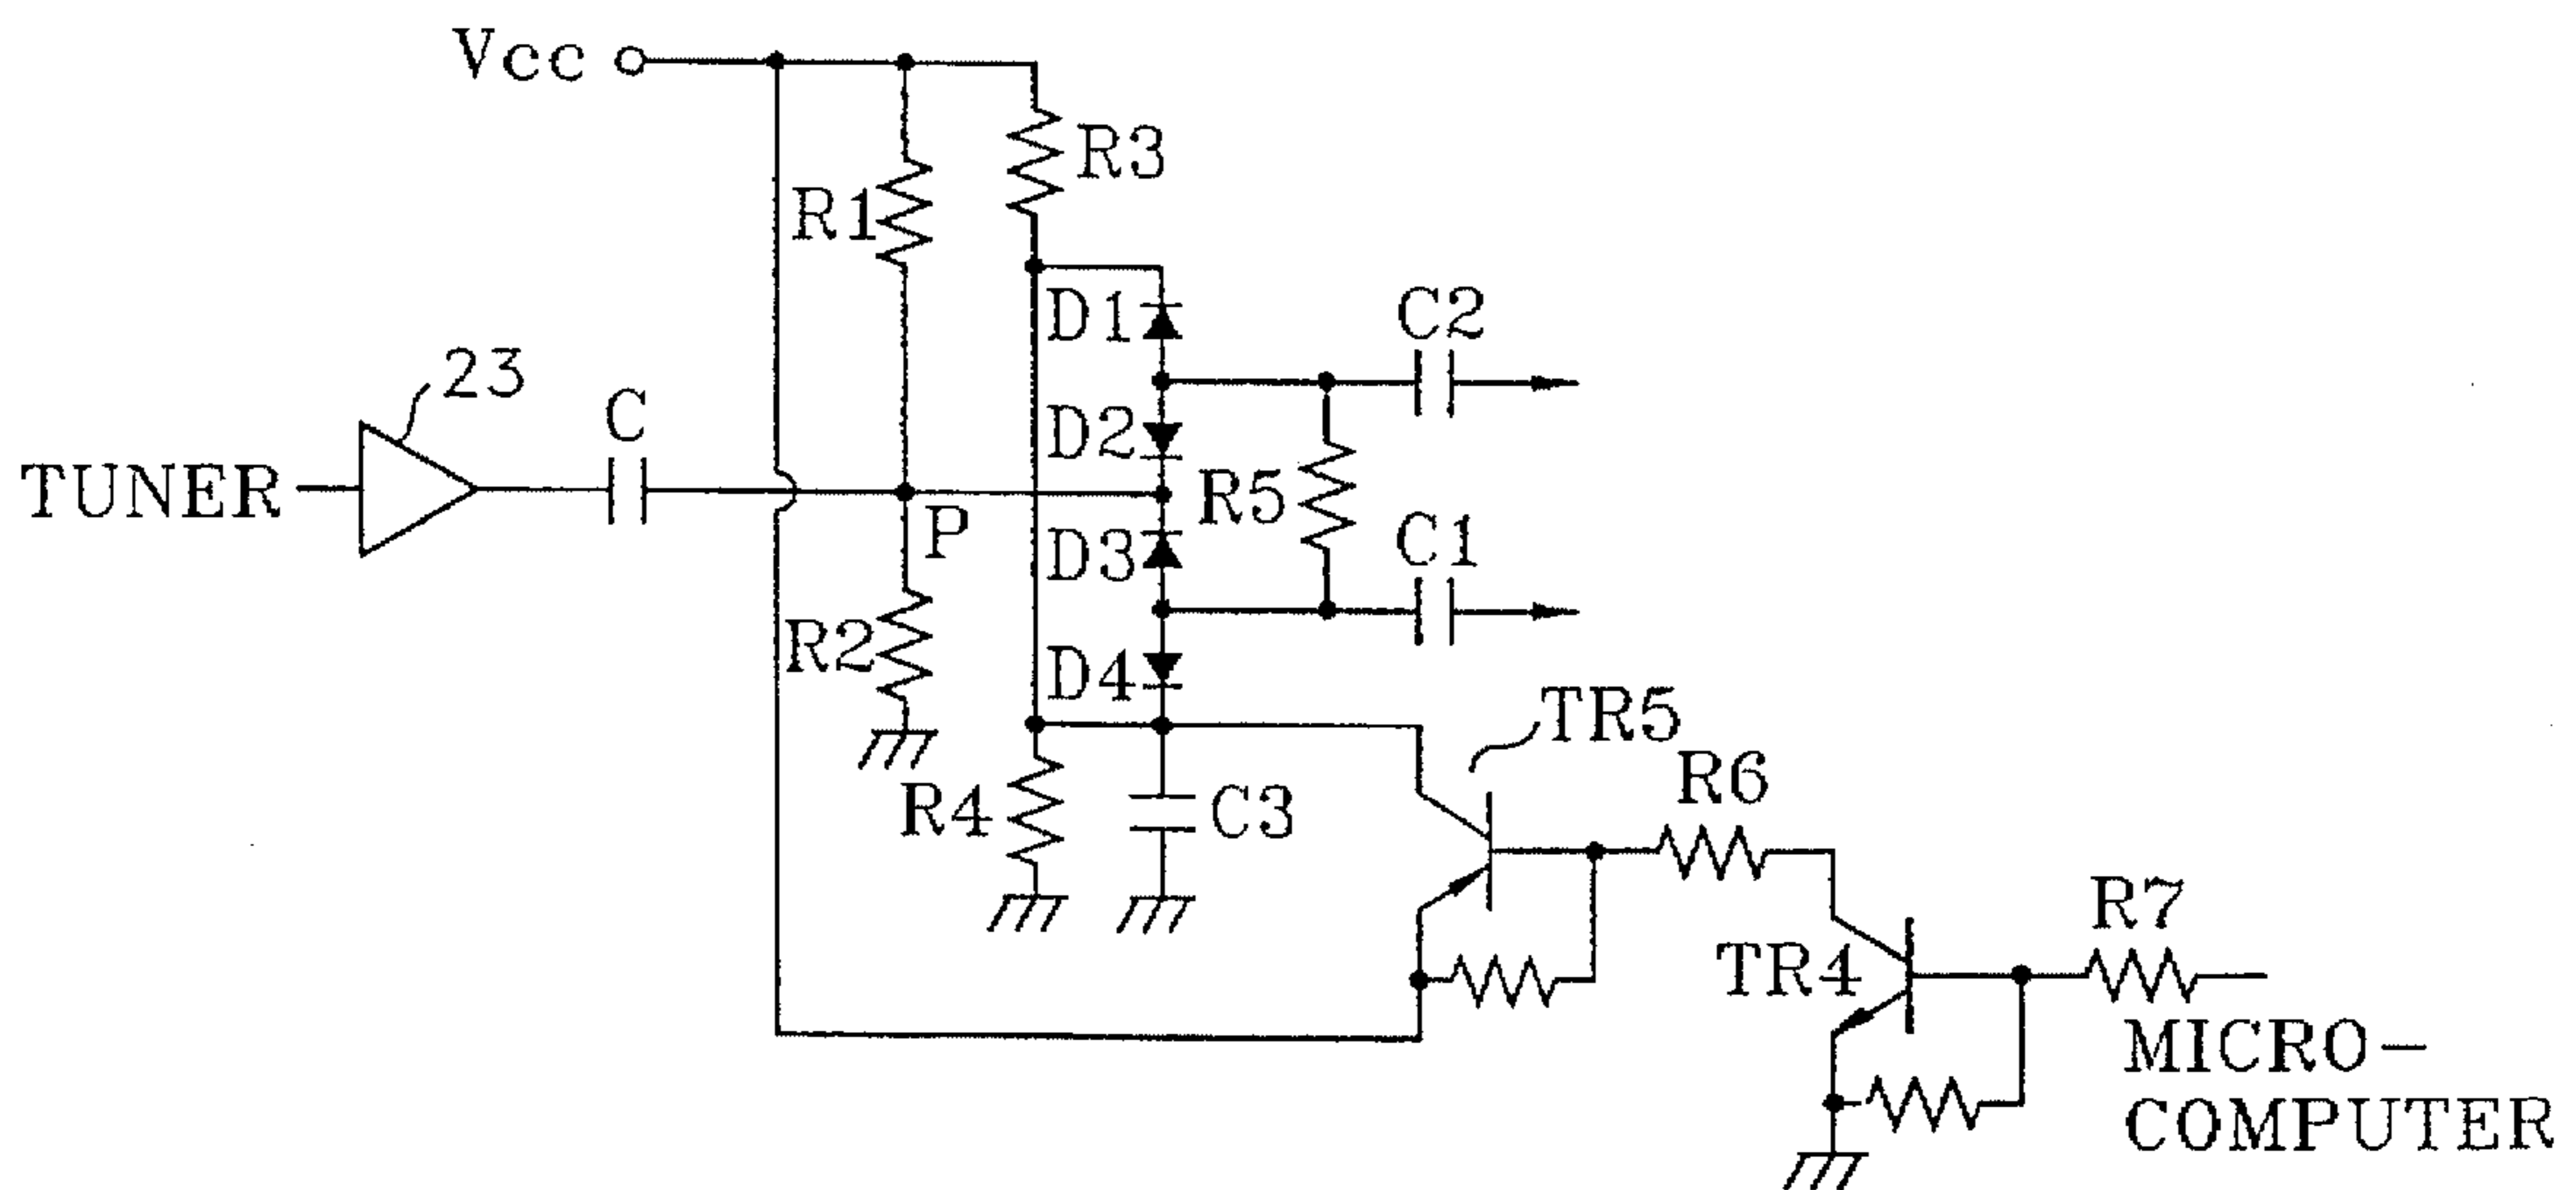 Vcc
R3
R1
D1
C2
23
C
D2
TUNER
R5
P
C1
D3
R2
D4
TR5
R6
R4
C3
R7
TR4
MICRO-
COMPUTER